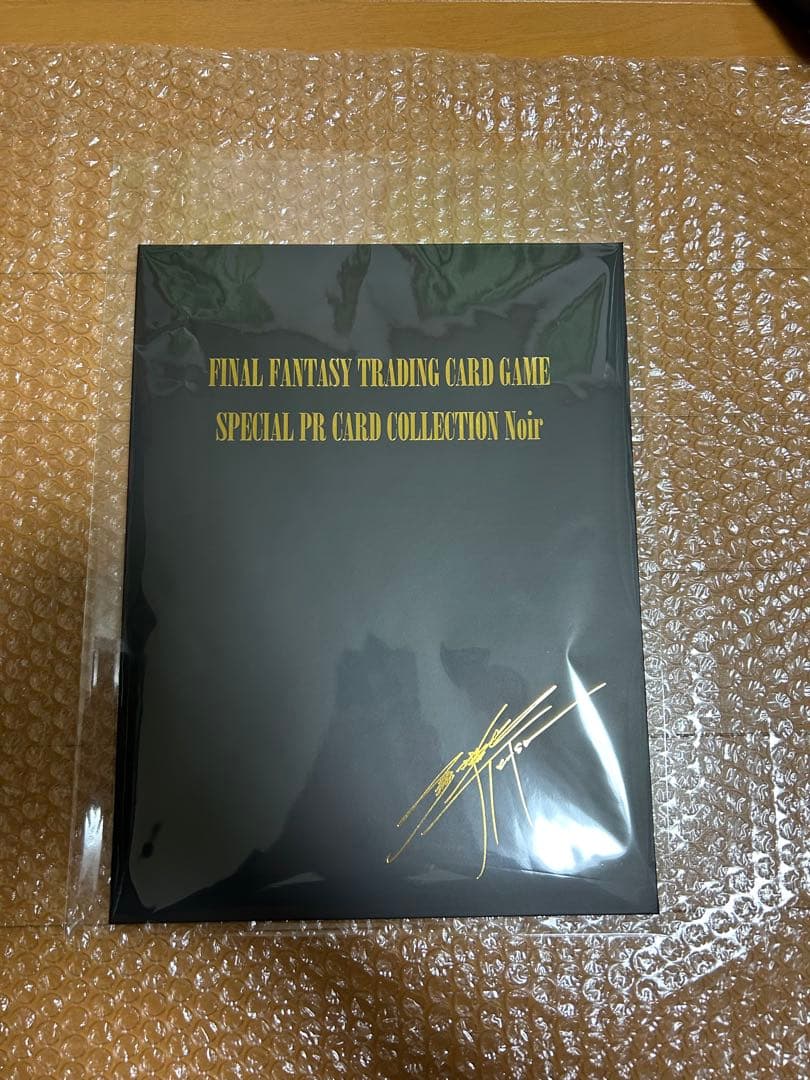 FINAL FANTASY TRADING CARD GAME
SPECIAL PR CARD COLLECTION Noir